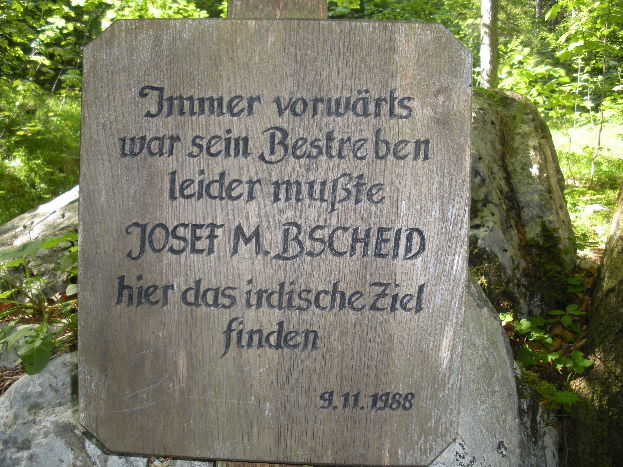 Immer vorwärts
war sein Bestreben
leider mußte
JOSEF M. BSCHEID
hier das irdische Ziel
finden
9.11.1988